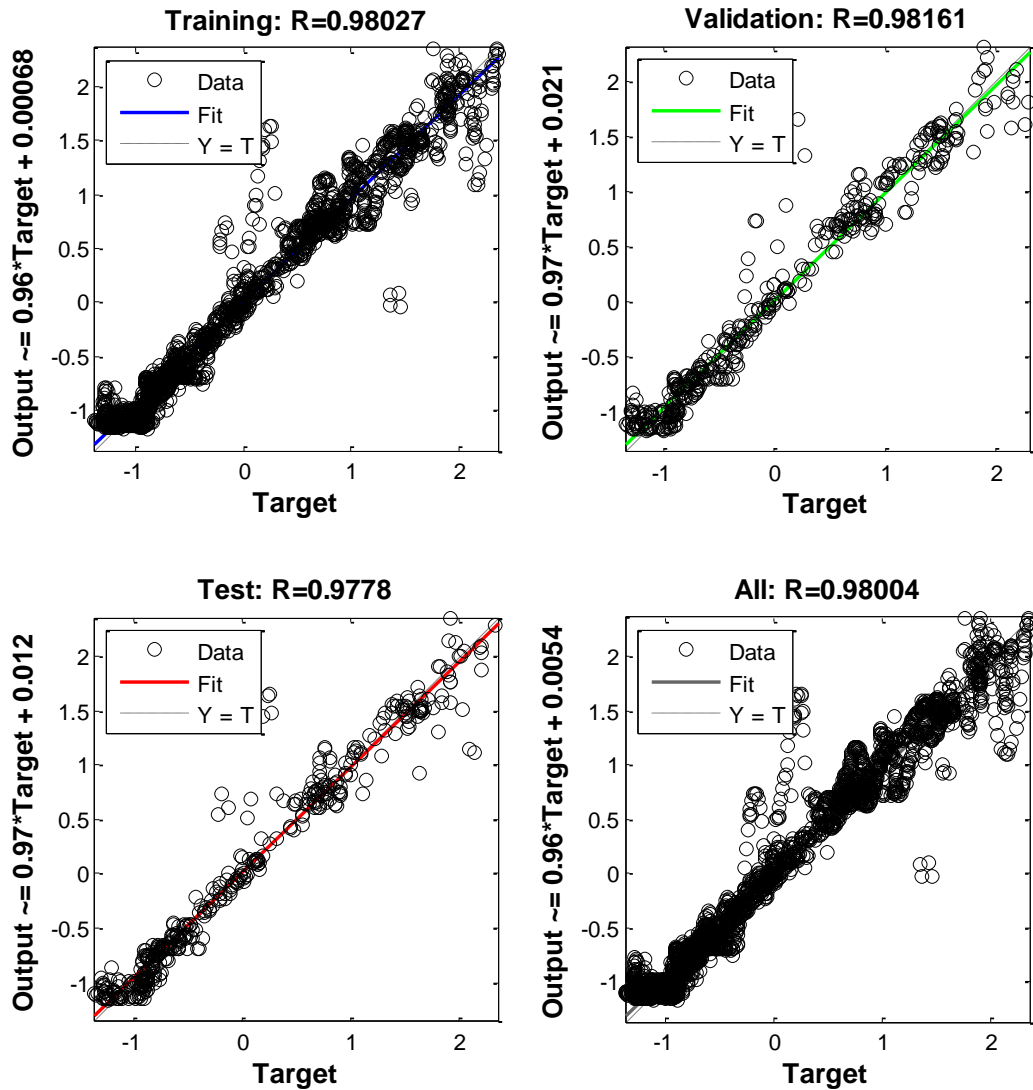 Training: R=0.98027
Output ~= 0.96*Target + 0.00068
Data
Fit
Y = T
2
1.5
1
0.5
0
-0.5
-1
-1
0
1
2
Target
Validation: R=0.98161
Output ~= 0.97*Target + 0.021
Data
Fit
Y = T
2
1.5
1
0.5
0
-0.5
-1
-1
0
1
2
Target
Test: R=0.9778
Output ~= 0.97*Target + 0.012
Data
Fit
Y = T
2
1.5
1
0.5
0
-0.5
-1
-1
0
1
2
Target
All: R=0.98004
Output ~= 0.96*Target + 0.0054
Data
Fit
Y = T
2
1.5
1
0.5
0
-0.5
-1
-1
0
1
2
Target